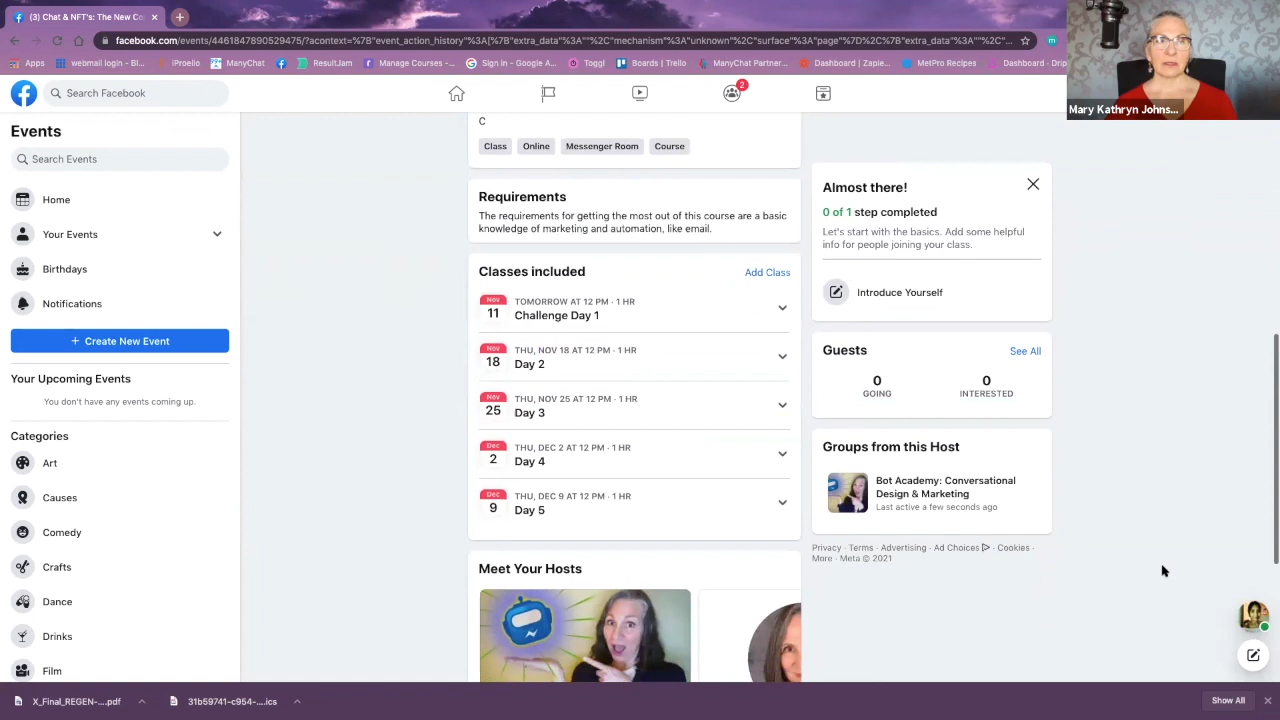 (3) Chat & NFT's: The New Co
facebook.com/events/4461847890529475/?acontext=%7B"event_action_history"%3A[%7B"extra_data"%3A""%2C"mechanism"%3A"unknown"%2C"surface"%3A"page"%7D%2C%7B"extra_data"%3A""%2C"...
Apps
webmail login - Bl...
iProelio
ManyChat
ResultJam
Manage Courses -...
Sign in - Google A...
Toggl
Boards | Trello
ManyChat Partner...
Dashboard | Zapie...
MetPro Recipes
Dashboard · Drip
Mary Kathryn Johns...
Search Facebook
2
Events
Search Events
Home
Your Events
Birthdays
Notifications
+ Create New Event
Your Upcoming Events
You don't have any events coming up.
Categories
Art
Causes
Comedy
Crafts
Dance
Drinks
Film
C
Class
Online
Messenger Room
Course
Requirements
The requirements for getting the most out of this course are a basic
knowledge of marketing and automation, like email.
Classes included
Add Class
Nov
11
TOMORROW AT 12 PM · 1 HR
Challenge Day 1
Nov
18
THU, NOV 18 AT 12 PM · 1 HR
Day 2
Nov
25
THU, NOV 25 AT 12 PM · 1 HR
Day 3
Dec
2
THU, DEC 2 AT 12 PM · 1 HR
Day 4
Dec
9
THU, DEC 9 AT 12 PM · 1 HR
Day 5
Meet Your Hosts
Almost there!
0 of 1 step completed
Let's start with the basics. Add some helpful
info for people joining your class.
Introduce Yourself
Guests
See All
0
GOING
0
INTERESTED
Groups from this Host
Bot Academy: Conversational
Design & Marketing
Last active a few seconds ago
Privacy · Terms · Advertising · Ad Choices · Cookies ·
More · Meta © 2021
X_Final_REGEN-....pdf
31b59741-c954-....ics
Show All